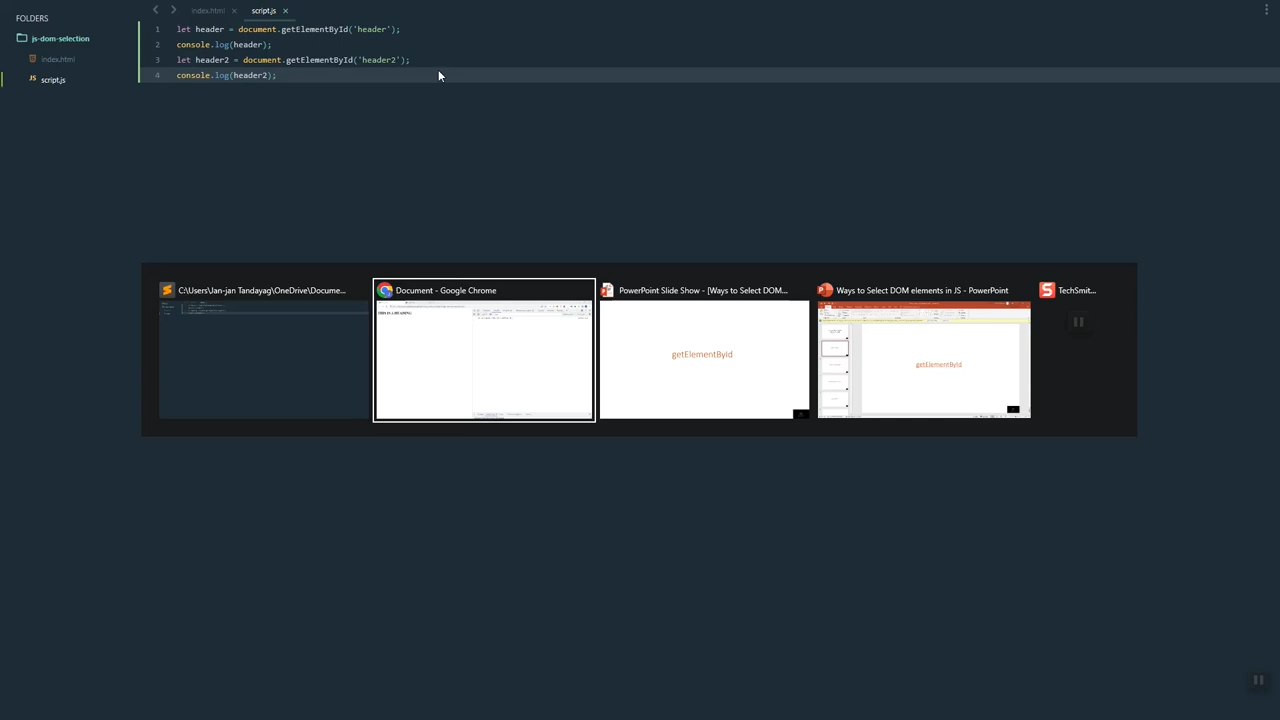 FOLDERS
js-dom-selection
index.html
script.js
index.html
script.js
1 let header = document.getElementById('header');
2 console.log(header);
3 let header2 = document.getElementById('header2');
4 console.log(header2);
C:\Users\Jan-jan Tandayag\OneDrive\Docume...
Document - Google Chrome
PowerPoint Slide Show - [Ways to Select DOM...
Ways to Select DOM elements in JS - PowerPoint
TechSmit...
getElementById
getElementById